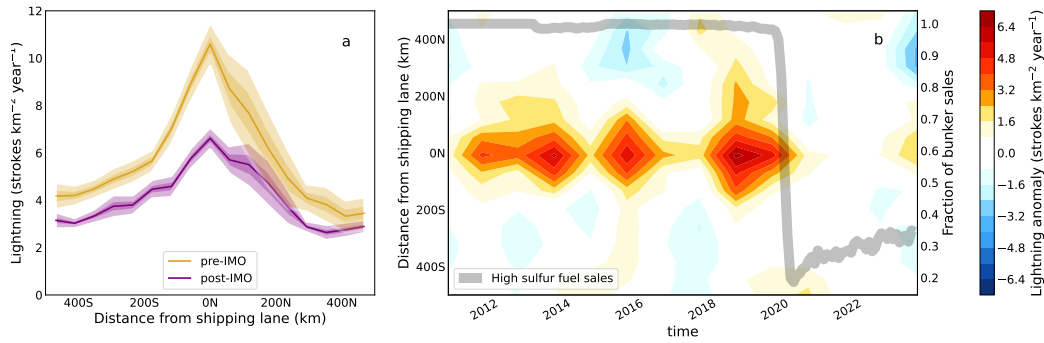 12
10
8
6
4
2
0
Lightning (strokes km⁻² year⁻¹)
a
pre-IMO
post-IMO
400S
200S
0N
200N
400N
Distance from shipping lane (km)
400N
200N
0N
200S
400S
Distance from shipping lane (km)
b
High sulfur fuel sales
2012
2014
2016
2018
2020
2022
time
1.0
0.9
0.8
0.7
0.6
0.5
0.4
0.3
0.2
Fraction of bunker sales
6.4
4.8
3.2
1.6
0.0
−1.6
−3.2
−4.8
−6.4
Lightning anomaly (strokes km⁻² year⁻¹)